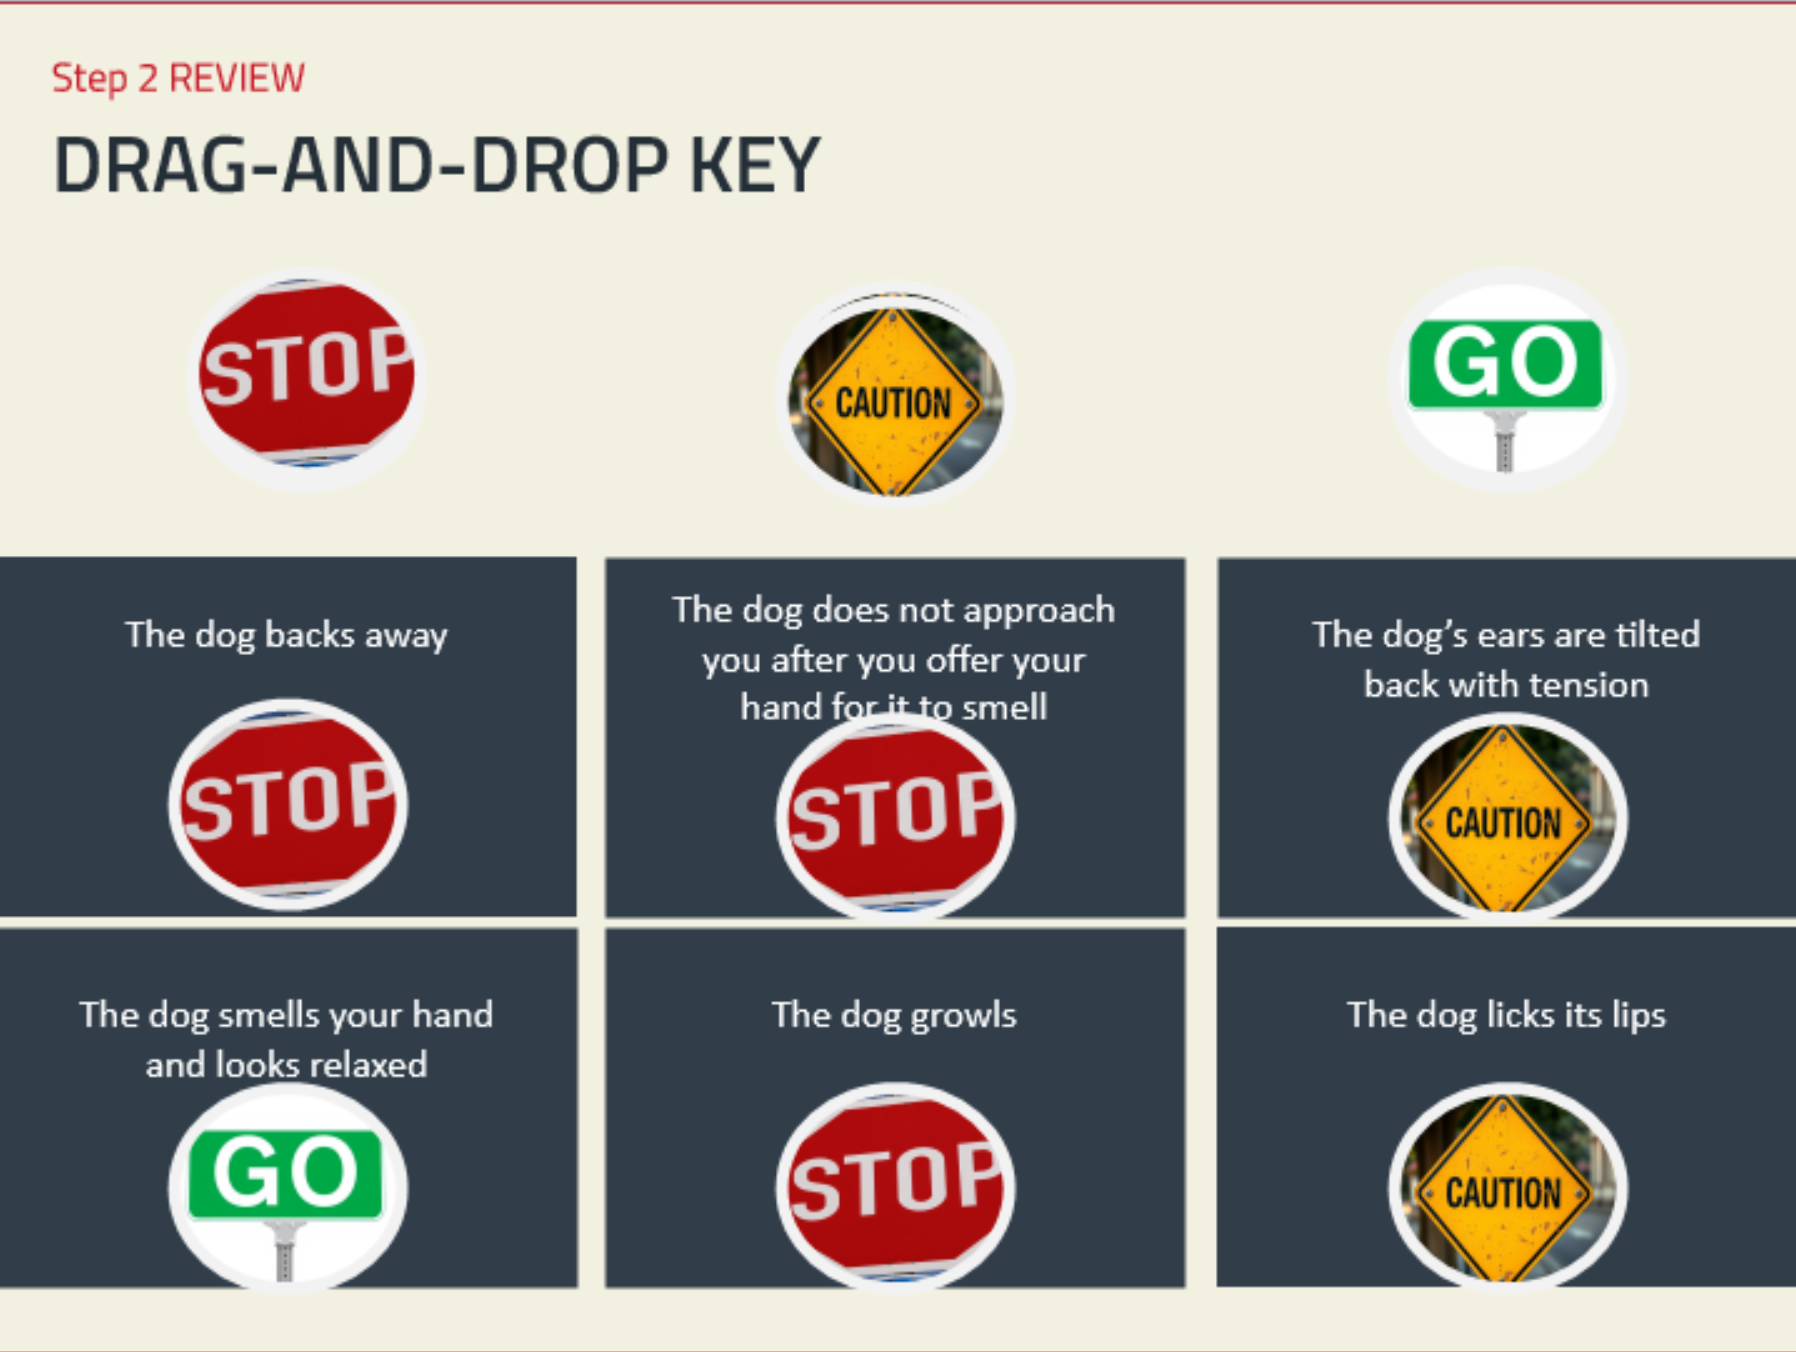 Step 2 REVIEW
DRAG-AND-DROP KEY
STOP
CAUTION
GO
The dog backs away
STOP
The dog does not approach
you after you offer your
hand for it to smell
STOP
The dog’s ears are tilted
back with tension
CAUTION
The dog smells your hand
and looks relaxed
GO
The dog growls
STOP
The dog licks its lips
CAUTION